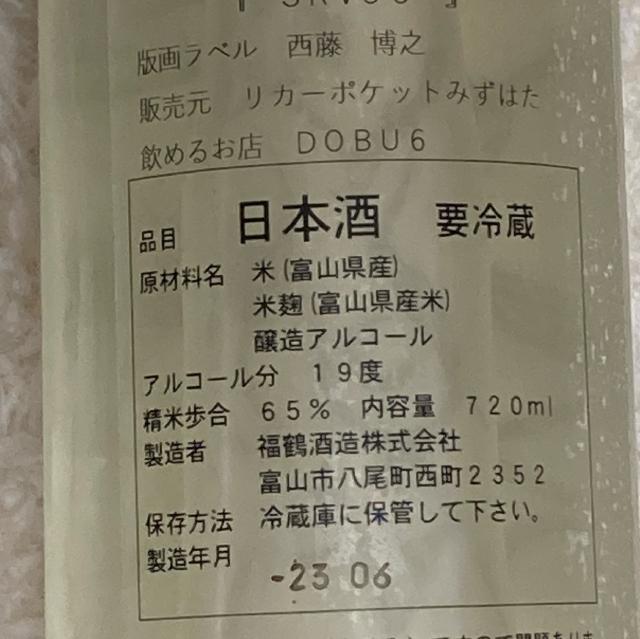 版画ラベル 西藤 博之
販売元 リカーポケットみずはた
飲めるお店 DOBU6
品目 日本酒 要冷蔵
原材料名 米(富山県産)
米麹(富山県産米)
醸造アルコール
アルコール分 19度
精米歩合 65% 内容量 720ml
製造者 福鶴酒造株式会社
富山市八尾町西町2352
保存方法 冷蔵庫に保管して下さい。
製造年月
-23 06